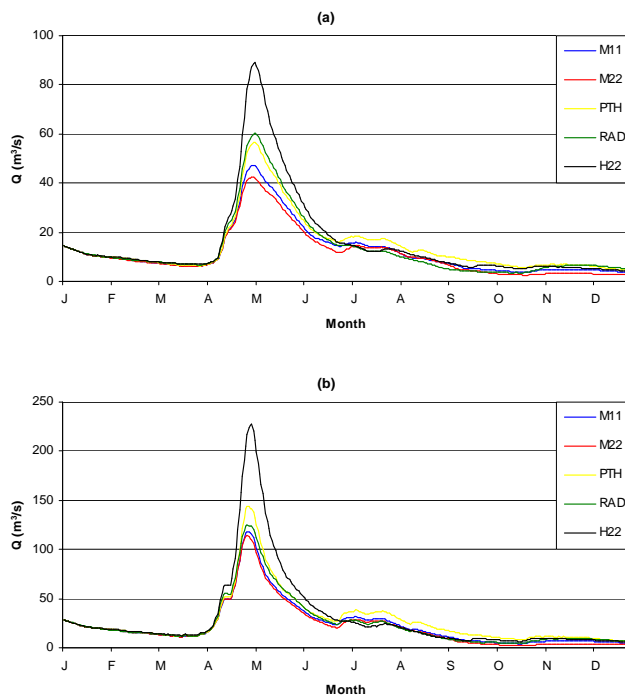 (a)
Q (m³/s)
100
80
60
40
20
0
J F M A M J J A S O N D
Month
M11
M22
PTH
RAD
H22
(b)
Q (m³/s)
250
200
150
100
50
0
J F M A M J J A S O N D
Month
M11
M22
PTH
RAD
H22